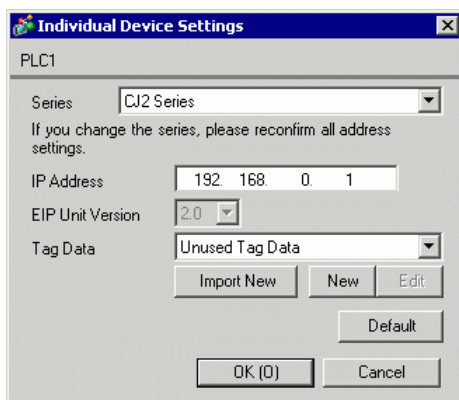 Individual Device Settings
PLC1
Series CJ2 Series
If you change the series, please reconfirm all address
settings.
IP Address 192. 168. 0. 1
EIP Unit Version 2.0
Tag Data Unused Tag Data
Import New New Edit
Default
OK (O) Cancel